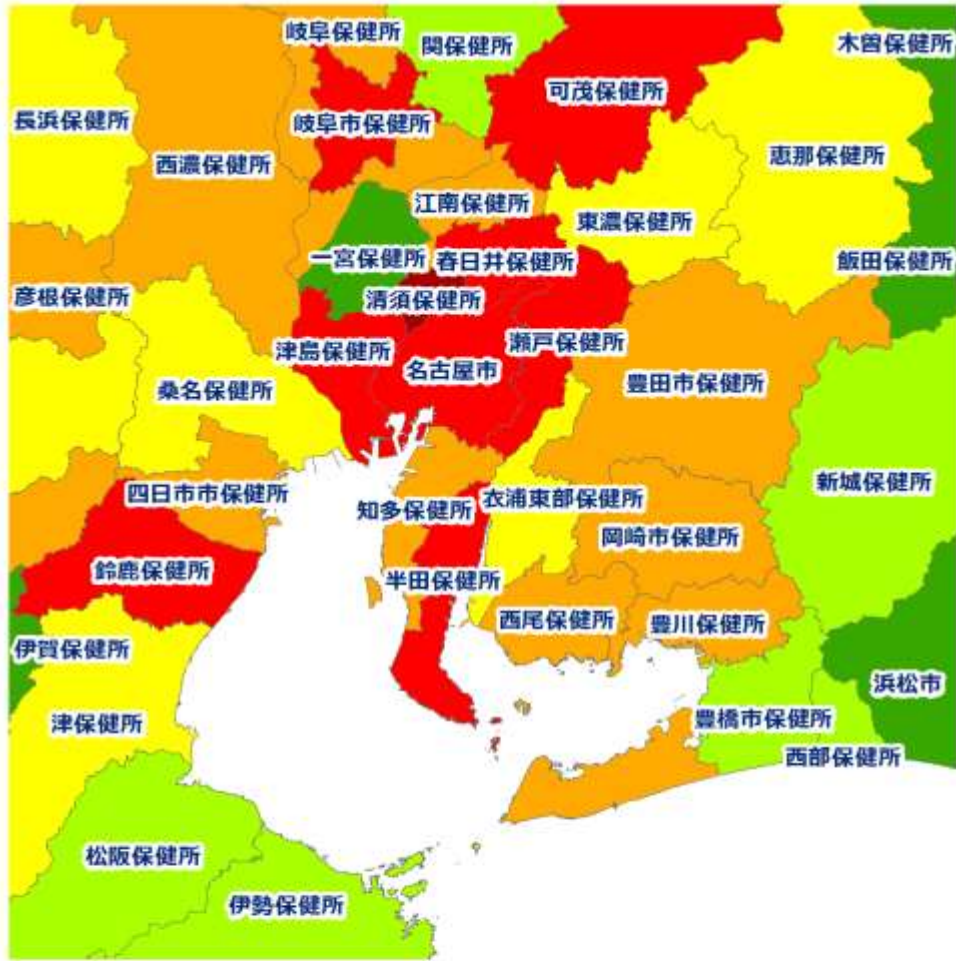 岐阜保健所
関保健所
木曽保健所
可茂保健所
長浜保健所
岐阜市保健所
西濃保健所
恵那保健所
江南保健所
東濃保健所
一宮保健所
春日井保健所
飯田保健所
彦根保健所
清須保健所
津島保健所
瀬戸保健所
名古屋市
桑名保健所
豊田市保健所
新城保健所
四日市市保健所
知多保健所
衣浦東部保健所
岡崎市保健所
鈴鹿保健所
半田保健所
西尾保健所
豊川保健所
伊賀保健所
浜松市
津保健所
豊橋市保健所
西部保健所
松阪保健所
伊勢保健所